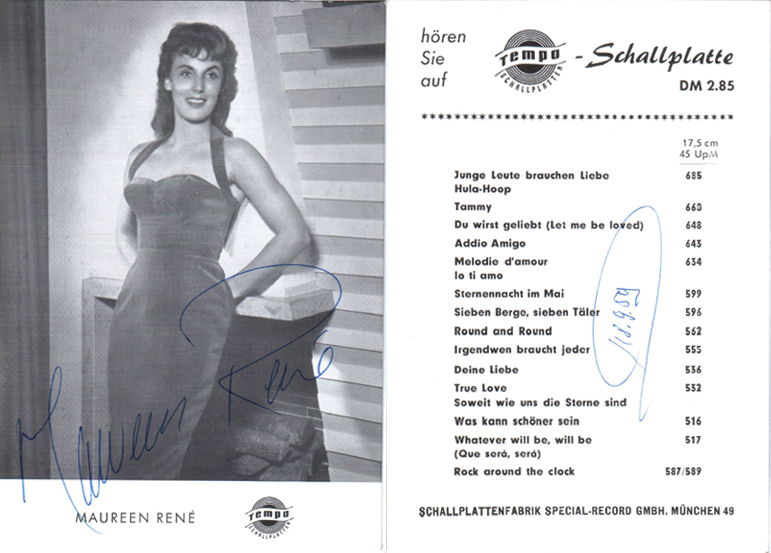 Maureen René
MAUREEN RENÉ
Tempo
SCHALLPLATTEN
hören
Sie
auf
Tempo
SCHALLPLATTEN
- Schallplatte
DM 2.85
****************************************
17,5 cm
45 UpM
Junge Leute brauchen Liebe 685
Hula-Hoop
Tammy 660
Du wirst geliebt (Let me be loved) 648
Addio Amigo 643
Melodie d'amour 634
Io ti amo
Sternennacht im Mai 599
Sieben Berge, sieben Täler 596
Round and Round 562
Irgendwen braucht jeder 555
Deine Liebe 536
True Love 532
Soweit wie uns die Sterne sind
Was kann schöner sein 516
Whatever will be, will be 517
(Que será, será)
Rock around the clock 587/589
18.9.59
SCHALLPLATTENFABRIK SPECIAL-RECORD GMBH. MÜNCHEN 49